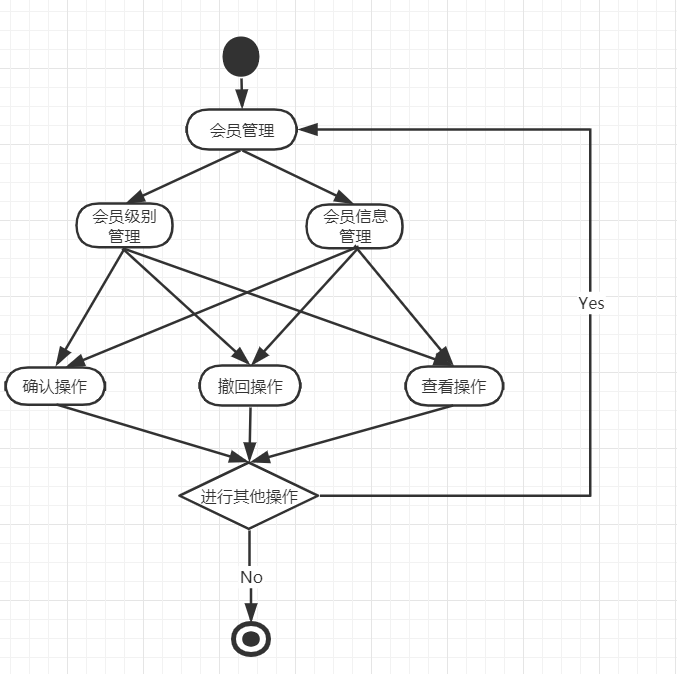 会员管理
会员级别
管理
会员信息
管理
Yes
确认操作
撤回操作
查看操作
进行其他操作
No